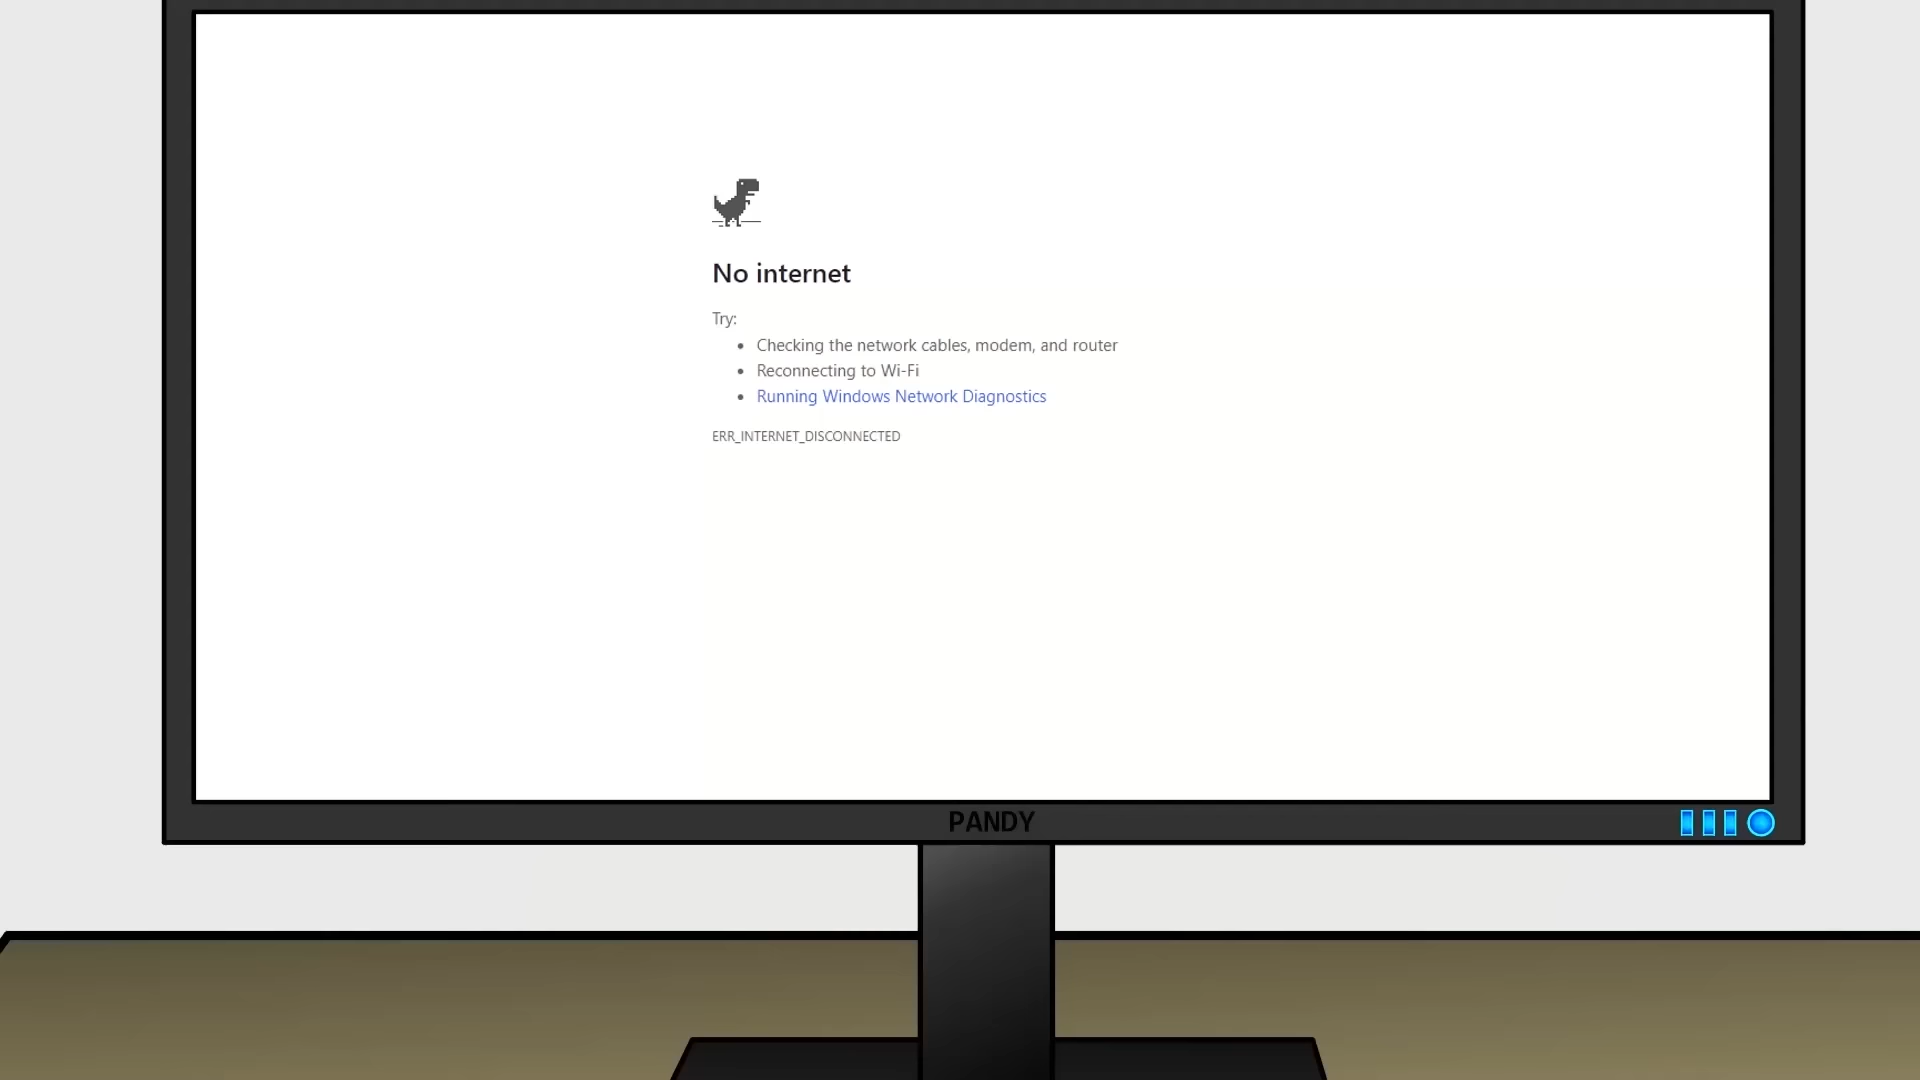 No internet
Try:
Checking the network cables, modem, and router
Reconnecting to Wi-Fi
Running Windows Network Diagnostics
ERR_INTERNET_DISCONNECTED
PANDY